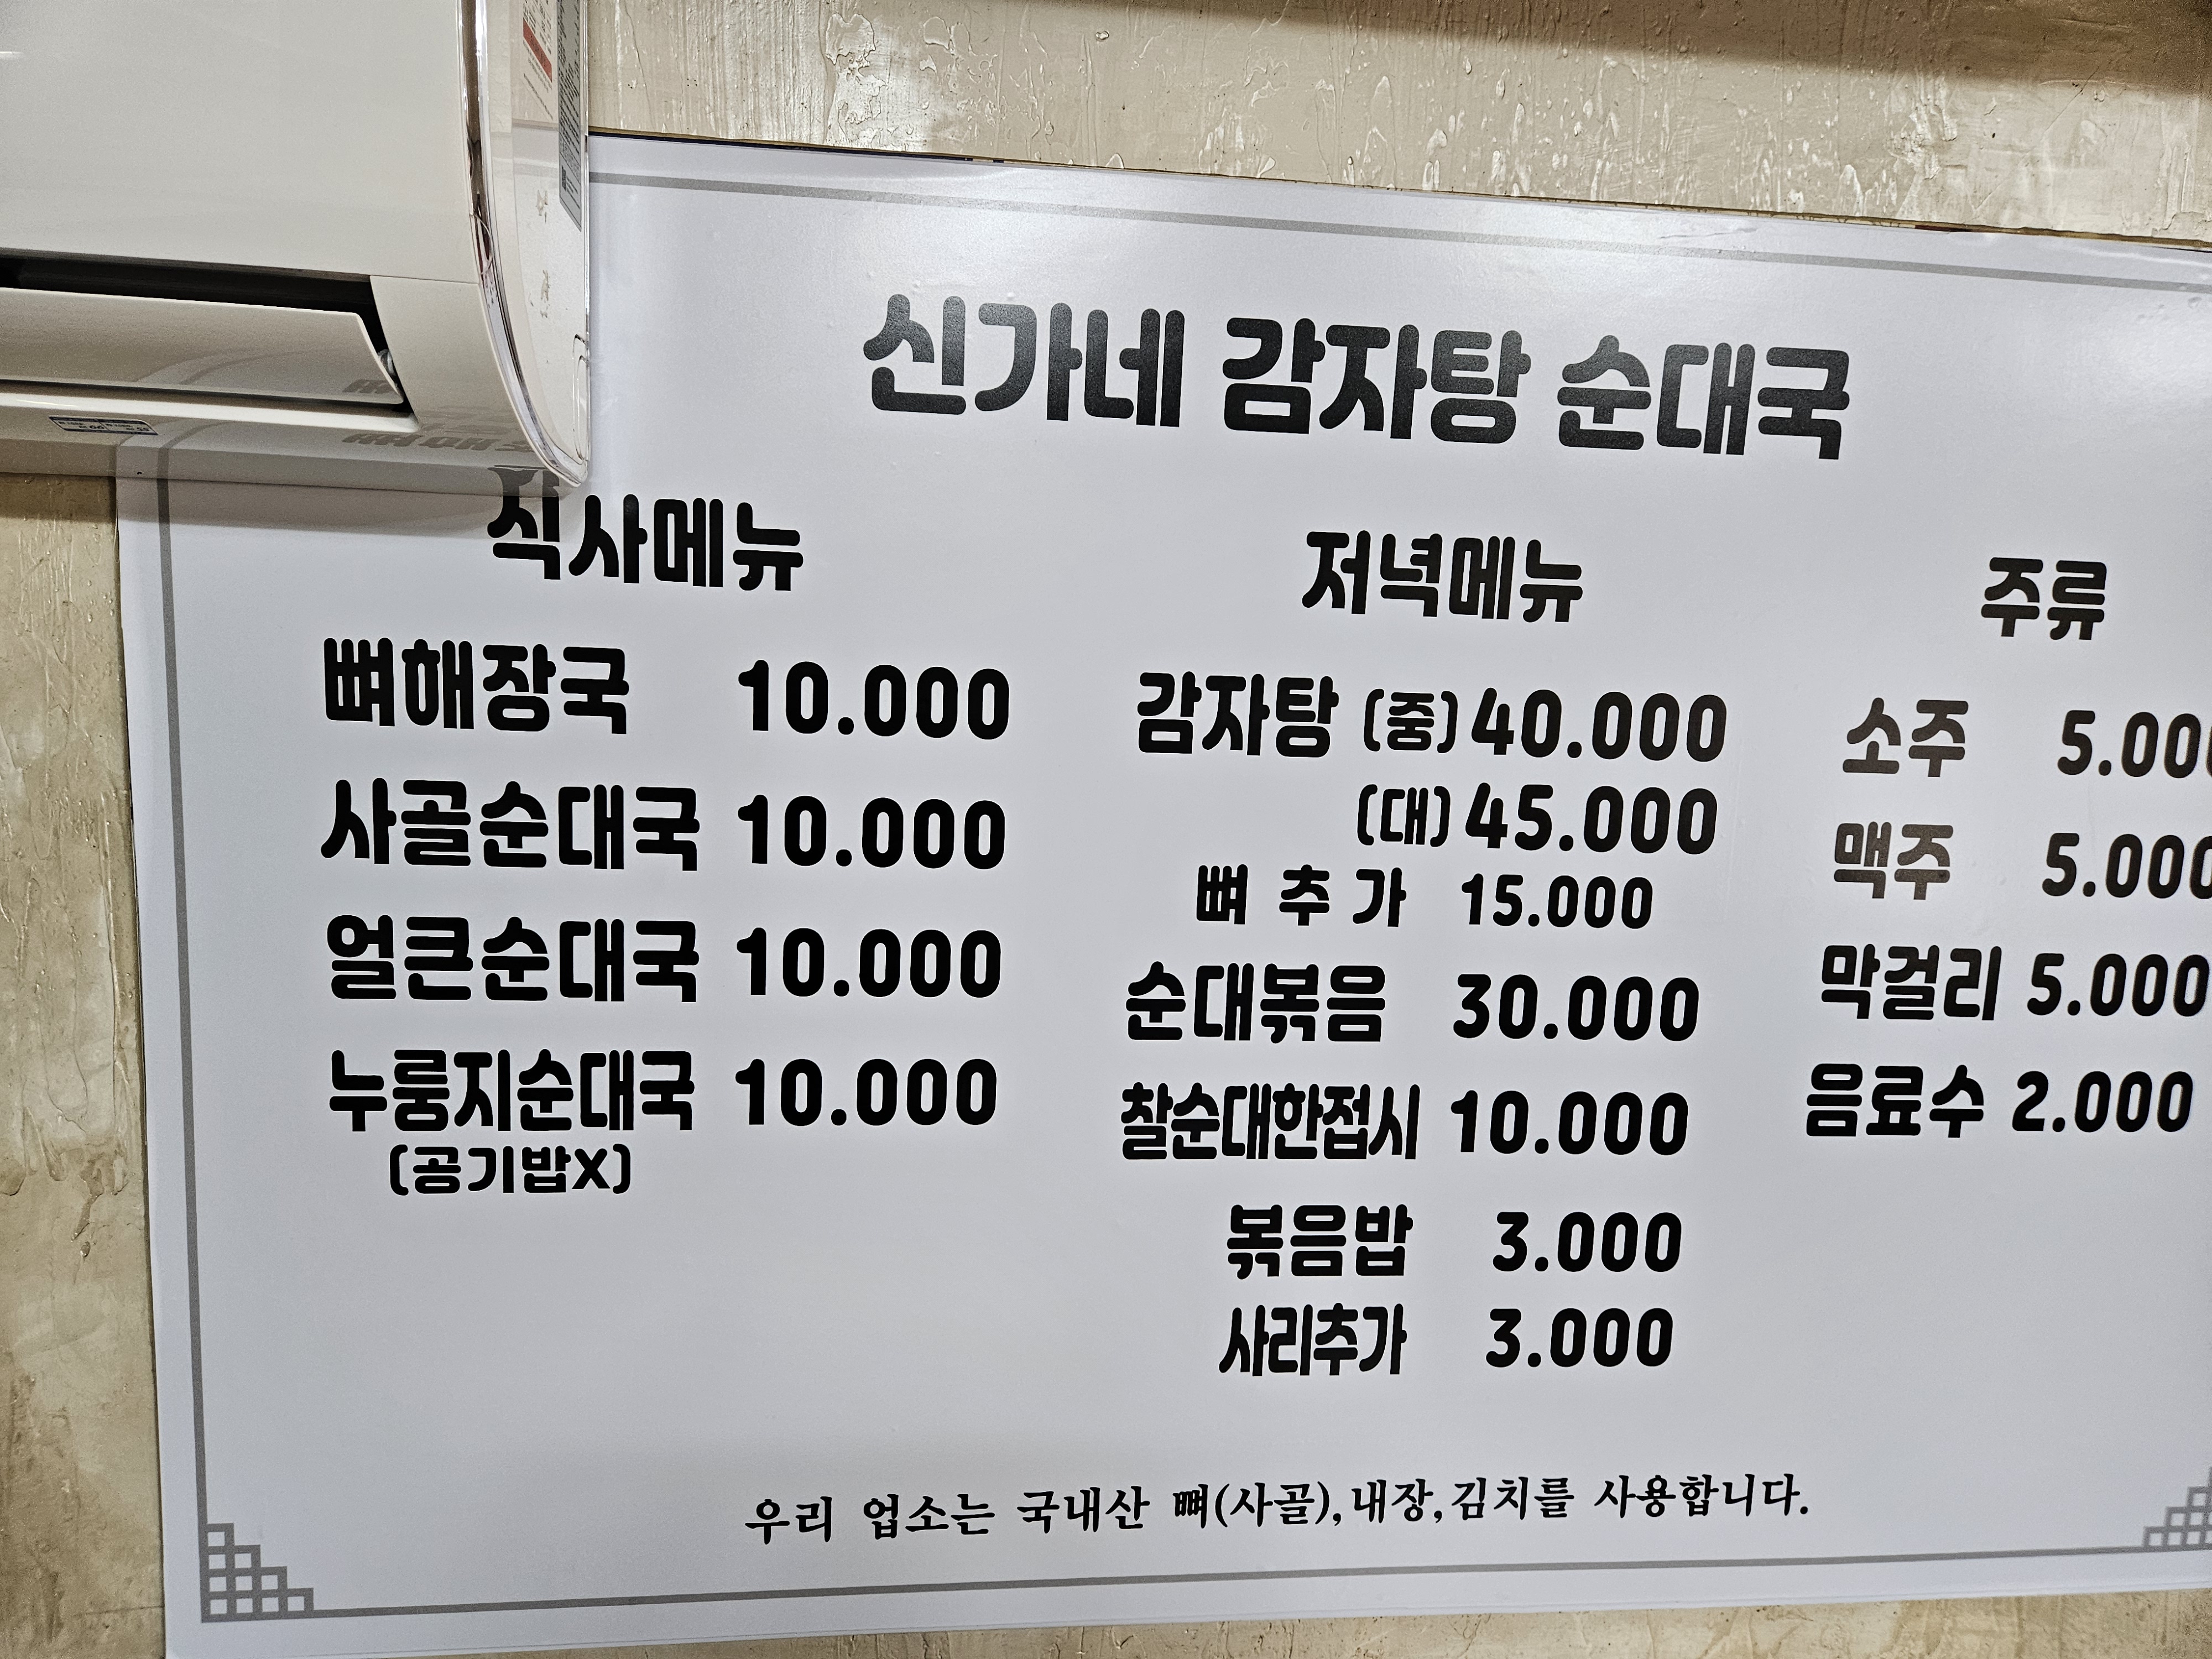 신가네 감자탕 순대국
식사메뉴
뼈해장국 10.000
사골순대국 10.000
얼큰순대국 10.000
누룽지순대국 10.000
(공기밥X)
저녁메뉴
감자탕 (중) 40.000
(대) 45.000
뼈 추 가 15.000
순대볶음 30.000
찰순대한접시 10.000
볶음밥 3.000
사리추가 3.000
주류
소주 5.000
맥주 5.000
막걸리 5.000
음료수 2.000
우리 업소는 국내산 뼈(사골),내장,김치를 사용합니다.